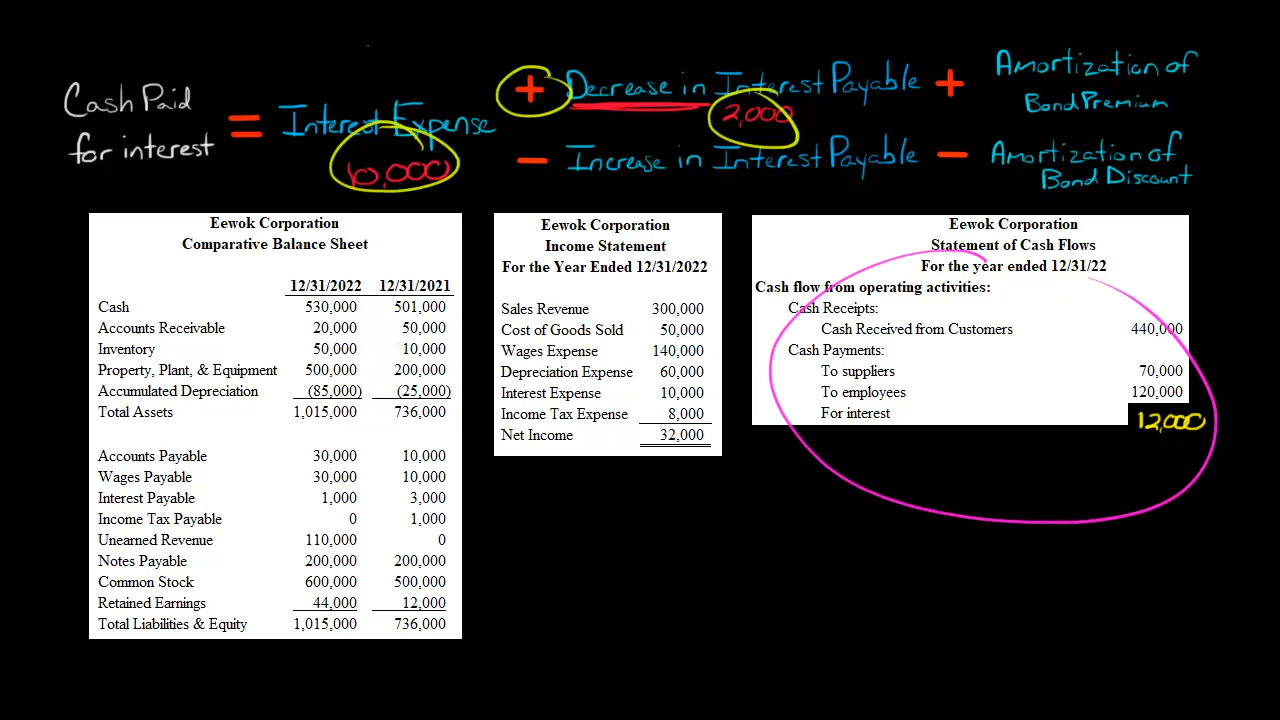 Cash Paid
for interest
=
Interest Expense
10,000
+ Decrease in Interest Payable +
2,000
- Increase in Interest Payable -
Amortization of
Bond Premium
Amortization of
Bond Discount
Eewok Corporation
Comparative Balance Sheet
12/31/2022 12/31/2021
Cash 530,000 501,000
Accounts Receivable 20,000 50,000
Inventory 50,000 10,000
Property, Plant, & Equipment 500,000 200,000
Accumulated Depreciation (85,000) (25,000)
Total Assets 1,015,000 736,000
Accounts Payable 30,000 10,000
Wages Payable 30,000 10,000
Interest Payable 1,000 3,000
Income Tax Payable 0 1,000
Unearned Revenue 110,000 0
Notes Payable 200,000 200,000
Common Stock 600,000 500,000
Retained Earnings 44,000 12,000
Total Liabilities & Equity 1,015,000 736,000
Eewok Corporation
Income Statement
For the Year Ended 12/31/2022
Sales Revenue 300,000
Cost of Goods Sold 50,000
Wages Expense 140,000
Depreciation Expense 60,000
Interest Expense 10,000
Income Tax Expense 8,000
Net Income 32,000
Eewok Corporation
Statement of Cash Flows
For the year ended 12/31/22
Cash flow from operating activities:
Cash Receipts:
Cash Received from Customers 440,000
Cash Payments:
To suppliers 70,000
To employees 120,000
For interest 12,000